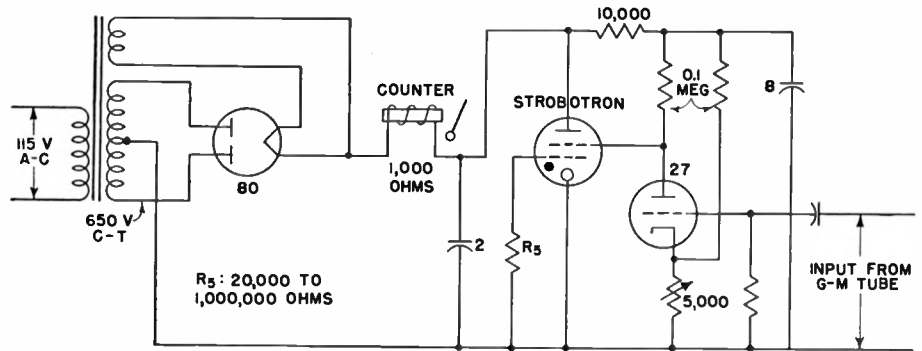 10,000
COUNTER
STROBOTRON
0.1
MEG
8
115 V
A-C
80
1,000
OHMS
27
650 V
C-T
2
R5
R5: 20,000 TO
1,000,000 OHMS
5,000
INPUT FROM
G-M TUBE